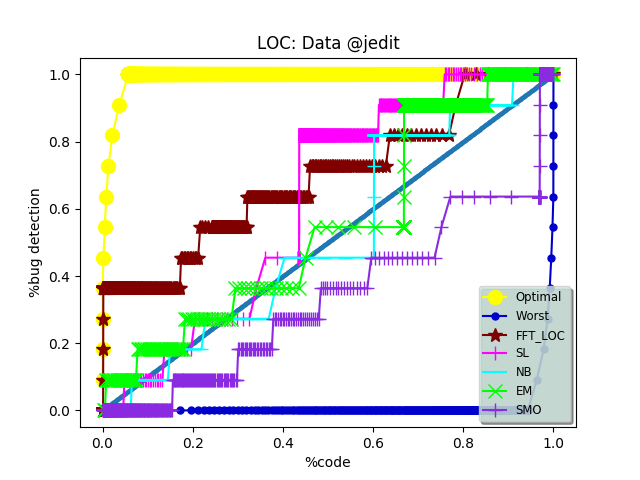 LOC: Data @jedit
1.0
0.8
0.6
0.4
0.2
0.0
%bug detection
Optimal
Worst
FFT_LOC
SL
NB
EM
SMO
0.0 0.2 0.4 0.6 0.8 1.0
%code